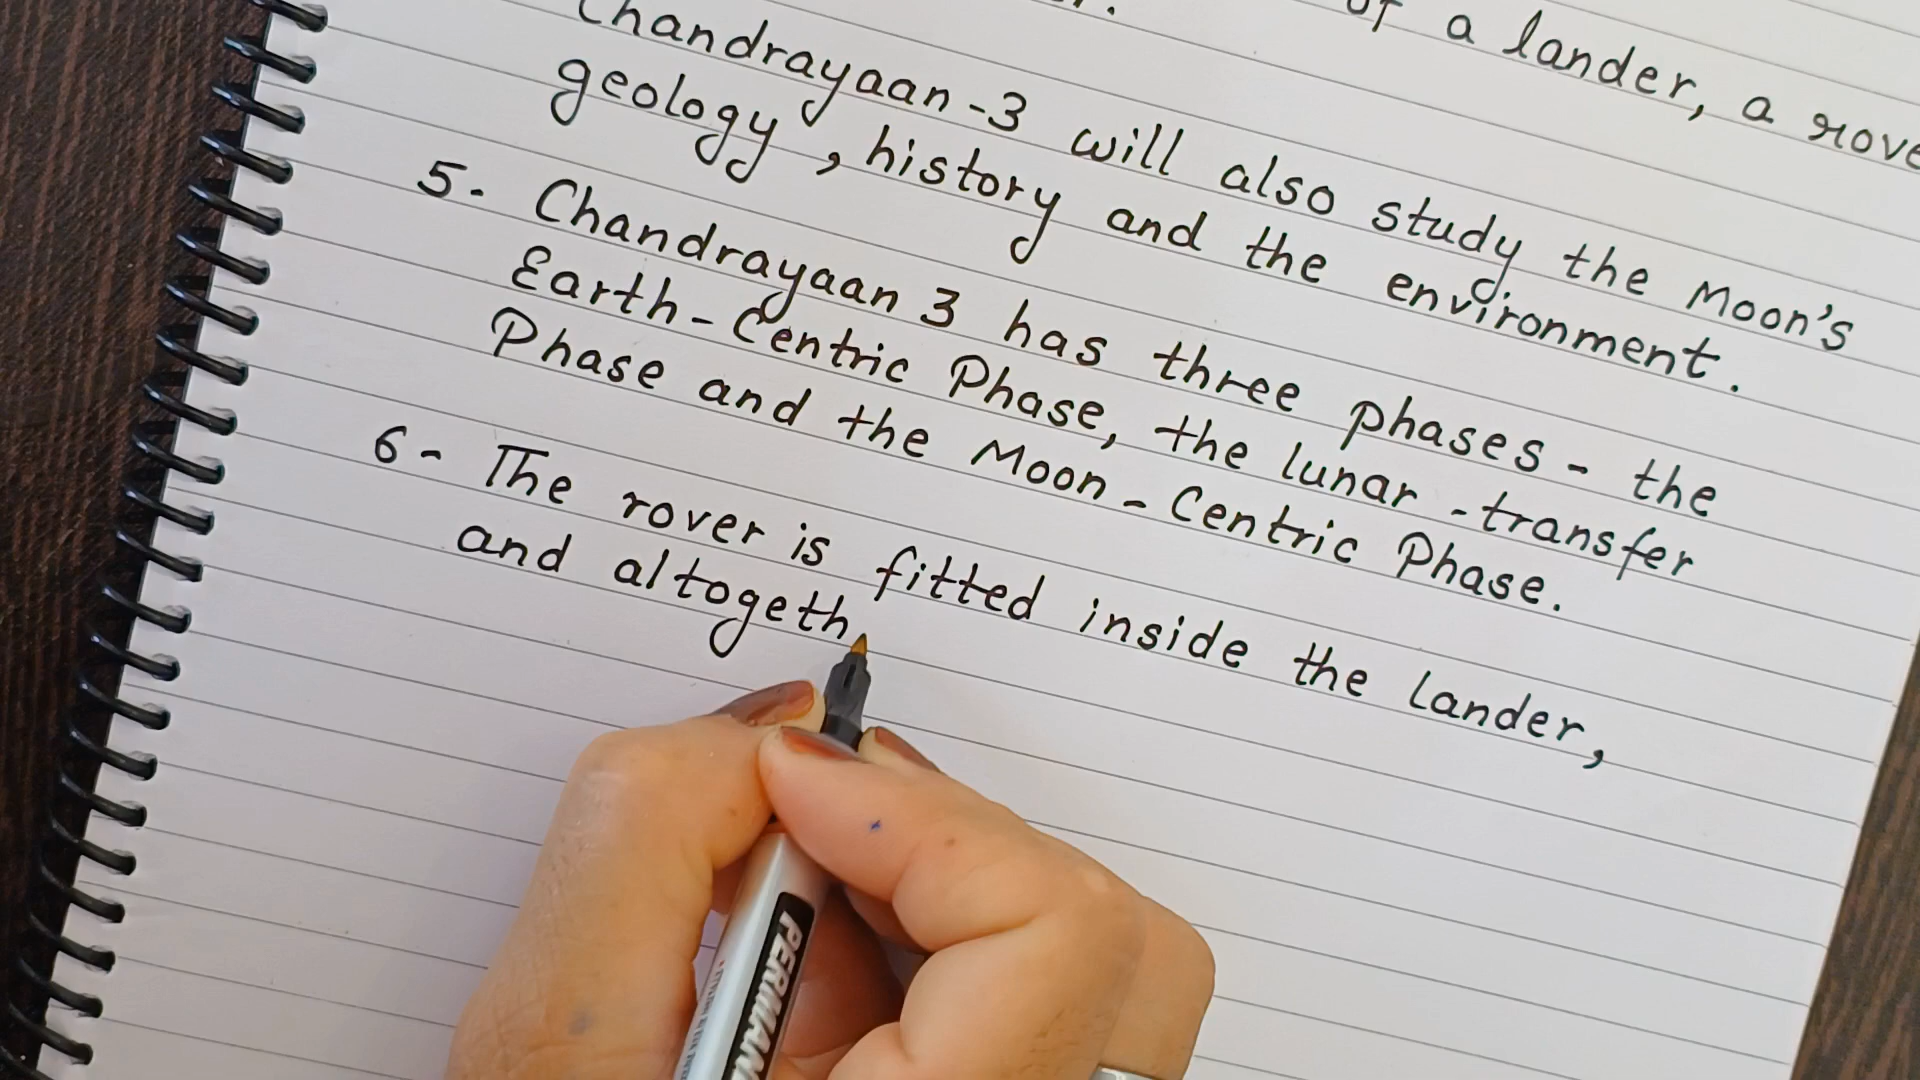 of a lander, a rove
Chandrayaan-3 will also study the Moon's
geology, history and the environment.
5. Chandrayaan 3 has three phases - the
Earth-Centric Phase, the lunar-transfer
Phase and the Moon-Centric Phase.
6- The rover is fitted inside the lander,
and altogeth
PERMAN